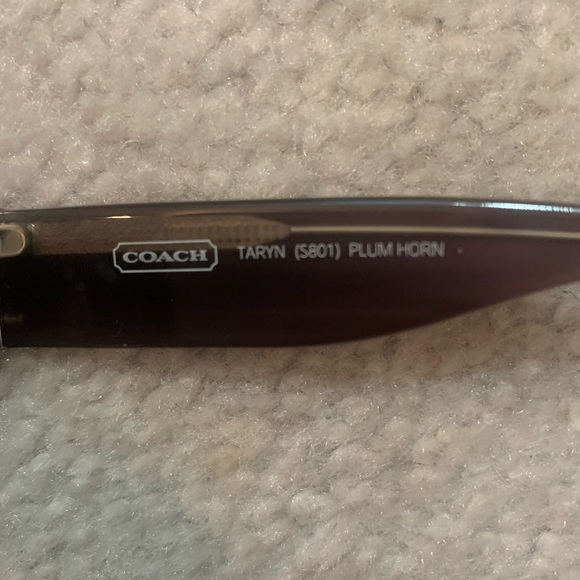 COACH TARYN (S801) PLUM HORN